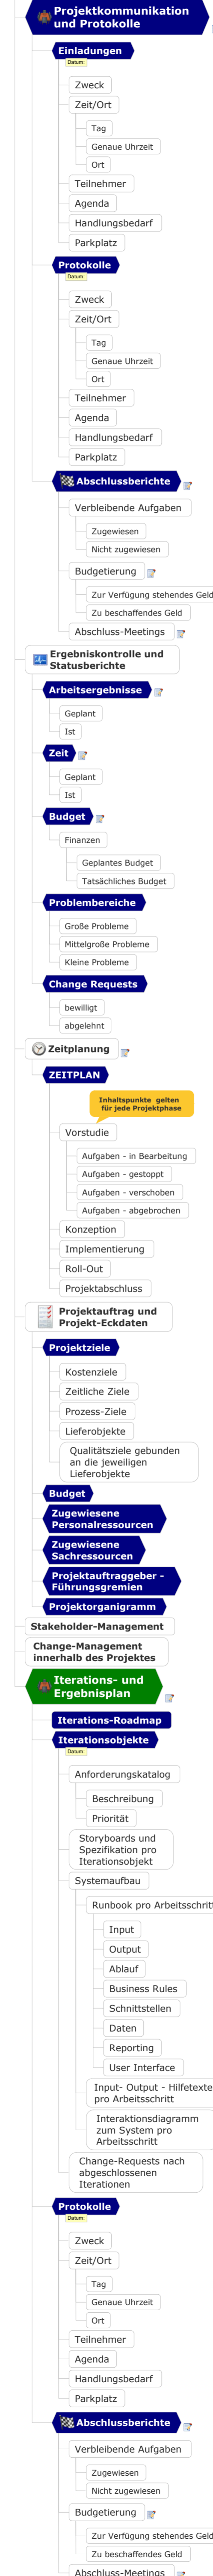 Projektkommunikation
und Protokolle
Einladungen
Datum:
Zweck
Zeit/Ort
Tag
Genaue Uhrzeit
Ort
Teilnehmer
Agenda
Handlungsbedarf
Parkplatz
Protokolle
Datum:
Zweck
Zeit/Ort
Tag
Genaue Uhrzeit
Ort
Teilnehmer
Agenda
Handlungsbedarf
Parkplatz
Abschlussberichte
Verbleibende Aufgaben
Zugewiesen
Nicht zugewiesen
Budgetierung
Zur Verfügung stehendes Geld
Zu beschaffendes Geld
Abschluss-Meetings
Ergebniskontrolle und
Statusberichte
Arbeitsergebnisse
Geplant
Ist
Zeit
Geplant
Ist
Budget
Finanzen
Geplantes Budget
Tatsächliches Budget
Problembereiche
Große Probleme
Mittelgroße Probleme
Kleine Probleme
Change Requests
bewilligt
abgelehnt
Zeitplanung
ZEITPLAN
Inhaltspunkte gelten
für jede Projektphase
Vorstudie
Aufgaben - in Bearbeitung
Aufgaben - gestoppt
Aufgaben - verschoben
Aufgaben - abgebrochen
Konzeption
Implementierung
Roll-Out
Projektabschluss
Projektauftrag und
Projekt-Eckdaten
Projektziele
Kostenziele
Zeitliche Ziele
Prozess-Ziele
Lieferobjekte
Qualitätsziele gebunden
an die jeweiligen
Lieferobjekte
Budget
Zugewiesene
Personalressourcen
Zugewiesene
Sachressourcen
Projektauftraggeber -
Führungsgremien
Projektorganigramm
Stakeholder-Management
Change-Management
innerhalb des Projektes
Iterations- und
Ergebnisplan
Iterations-Roadmap
Iterationsobjekte
Datum:
Anforderungskatalog
Beschreibung
Priorität
Storyboards und
Spezifikation pro
Iterationsobjekt
Systemaufbau
Runbook pro Arbeitsschritt
Input
Output
Ablauf
Business Rules
Schnittstellen
Daten
Reporting
User Interface
Input- Output - Hilfetexte
pro Arbeitsschritt
Interaktionsdiagramm
zum System pro
Arbeitsschritt
Change-Requests nach
abgeschlossenen
Iterationen
Protokolle
Datum:
Zweck
Zeit/Ort
Tag
Genaue Uhrzeit
Ort
Teilnehmer
Agenda
Handlungsbedarf
Parkplatz
Abschlussberichte
Verbleibende Aufgaben
Zugewiesen
Nicht zugewiesen
Budgetierung
Zur Verfügung stehendes Geld
Zu beschaffendes Geld
Abschluss-Meetings